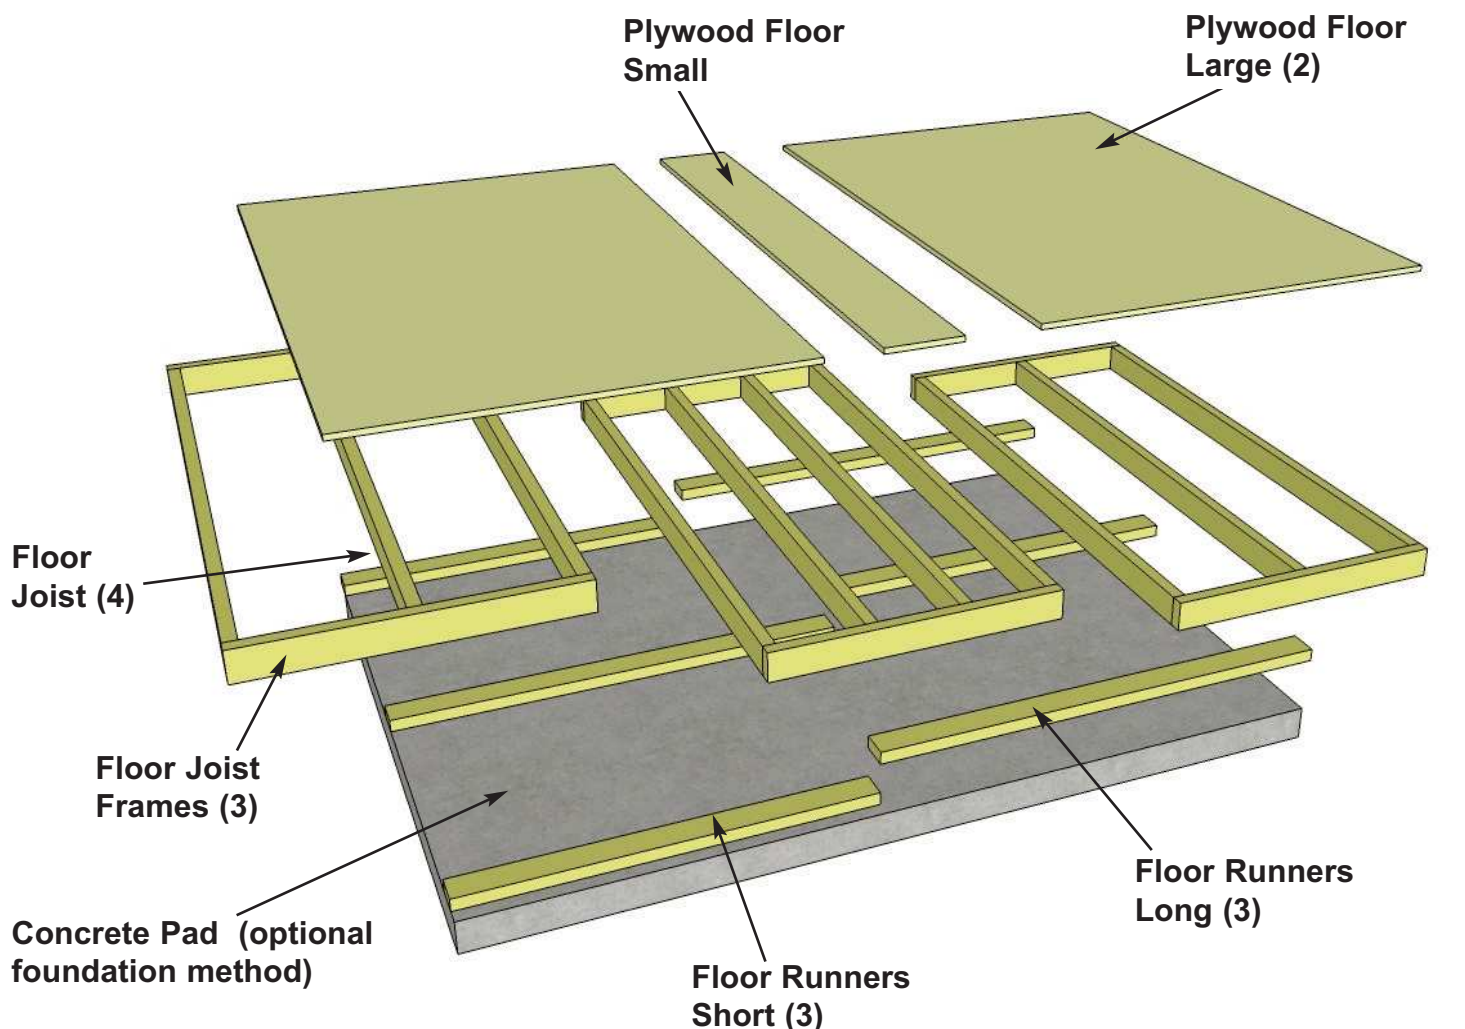 Plywood Floor
Small
Plywood Floor
Large (2)
Floor
Joist (4)
Floor Joist
Frames (3)
Concrete Pad (optional
foundation method)
Floor Runners
Short (3)
Floor Runners
Long (3)